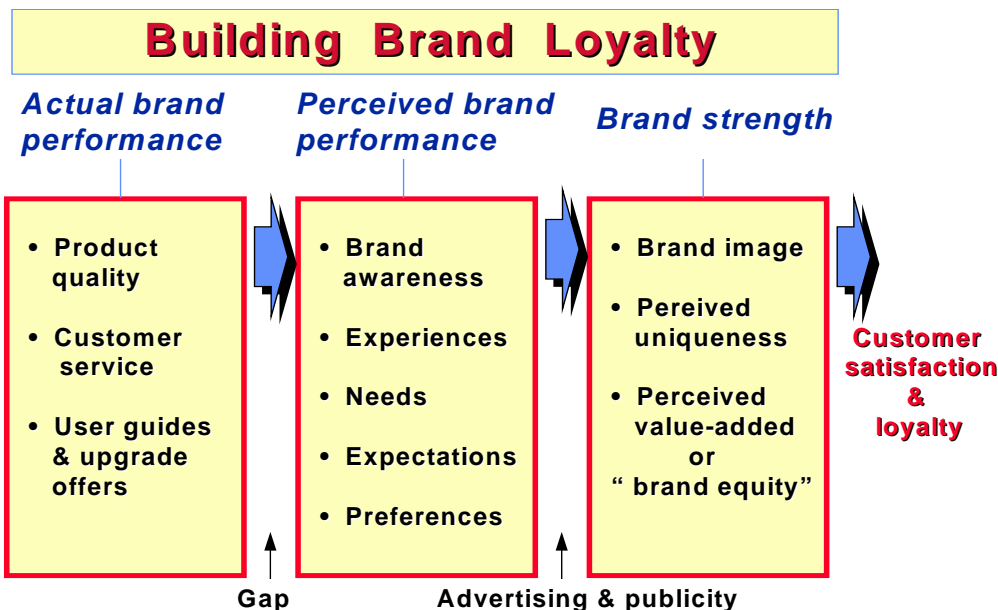 Building Brand Loyalty
Actual brand
performance
Perceived brand
performance
Brand strength
• Product
quality
• Customer
service
• User guides
& upgrade
offers
• Brand
awareness
• Experiences
• Needs
• Expectations
• Preferences
• Brand image
• Pereived
uniqueness
• Perceived
value-added
or
“ brand equity”
Customer
satisfaction
&
loyalty
Gap
Advertising & publicity